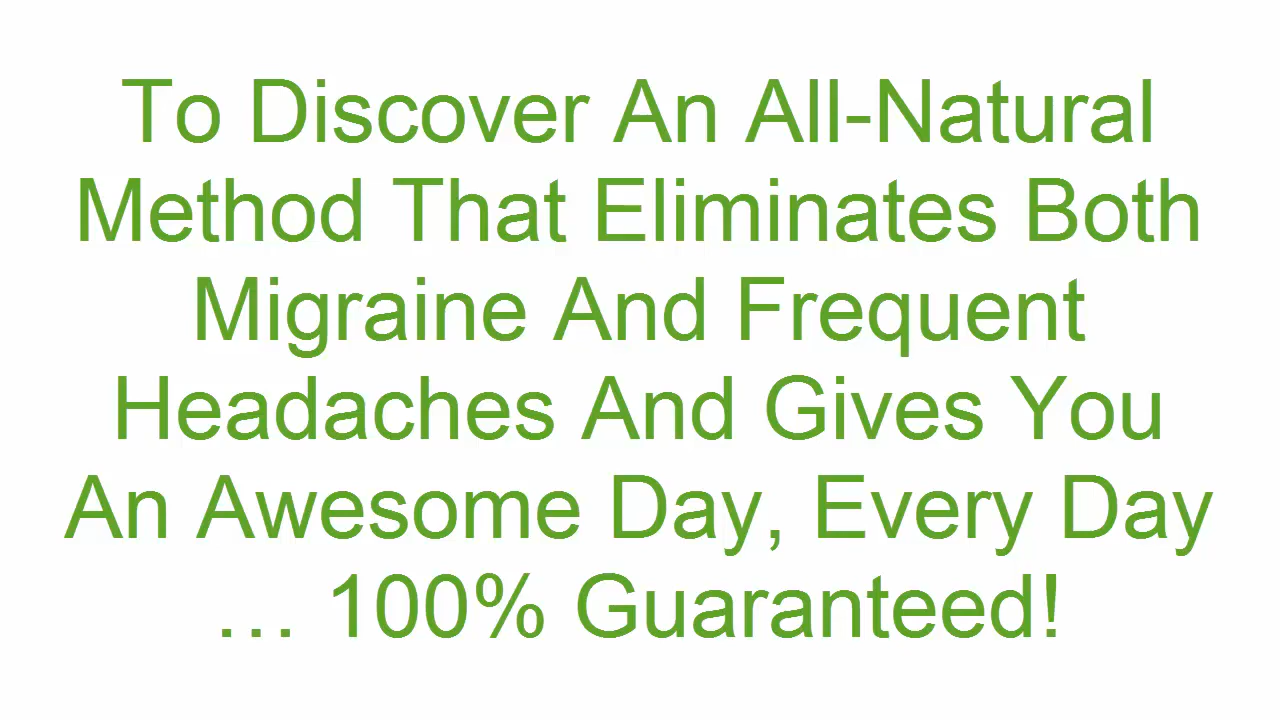 To Discover An All-Natural
Method That Eliminates Both
Migraine And Frequent
Headaches And Gives You
An Awesome Day, Every Day
… 100% Guaranteed!